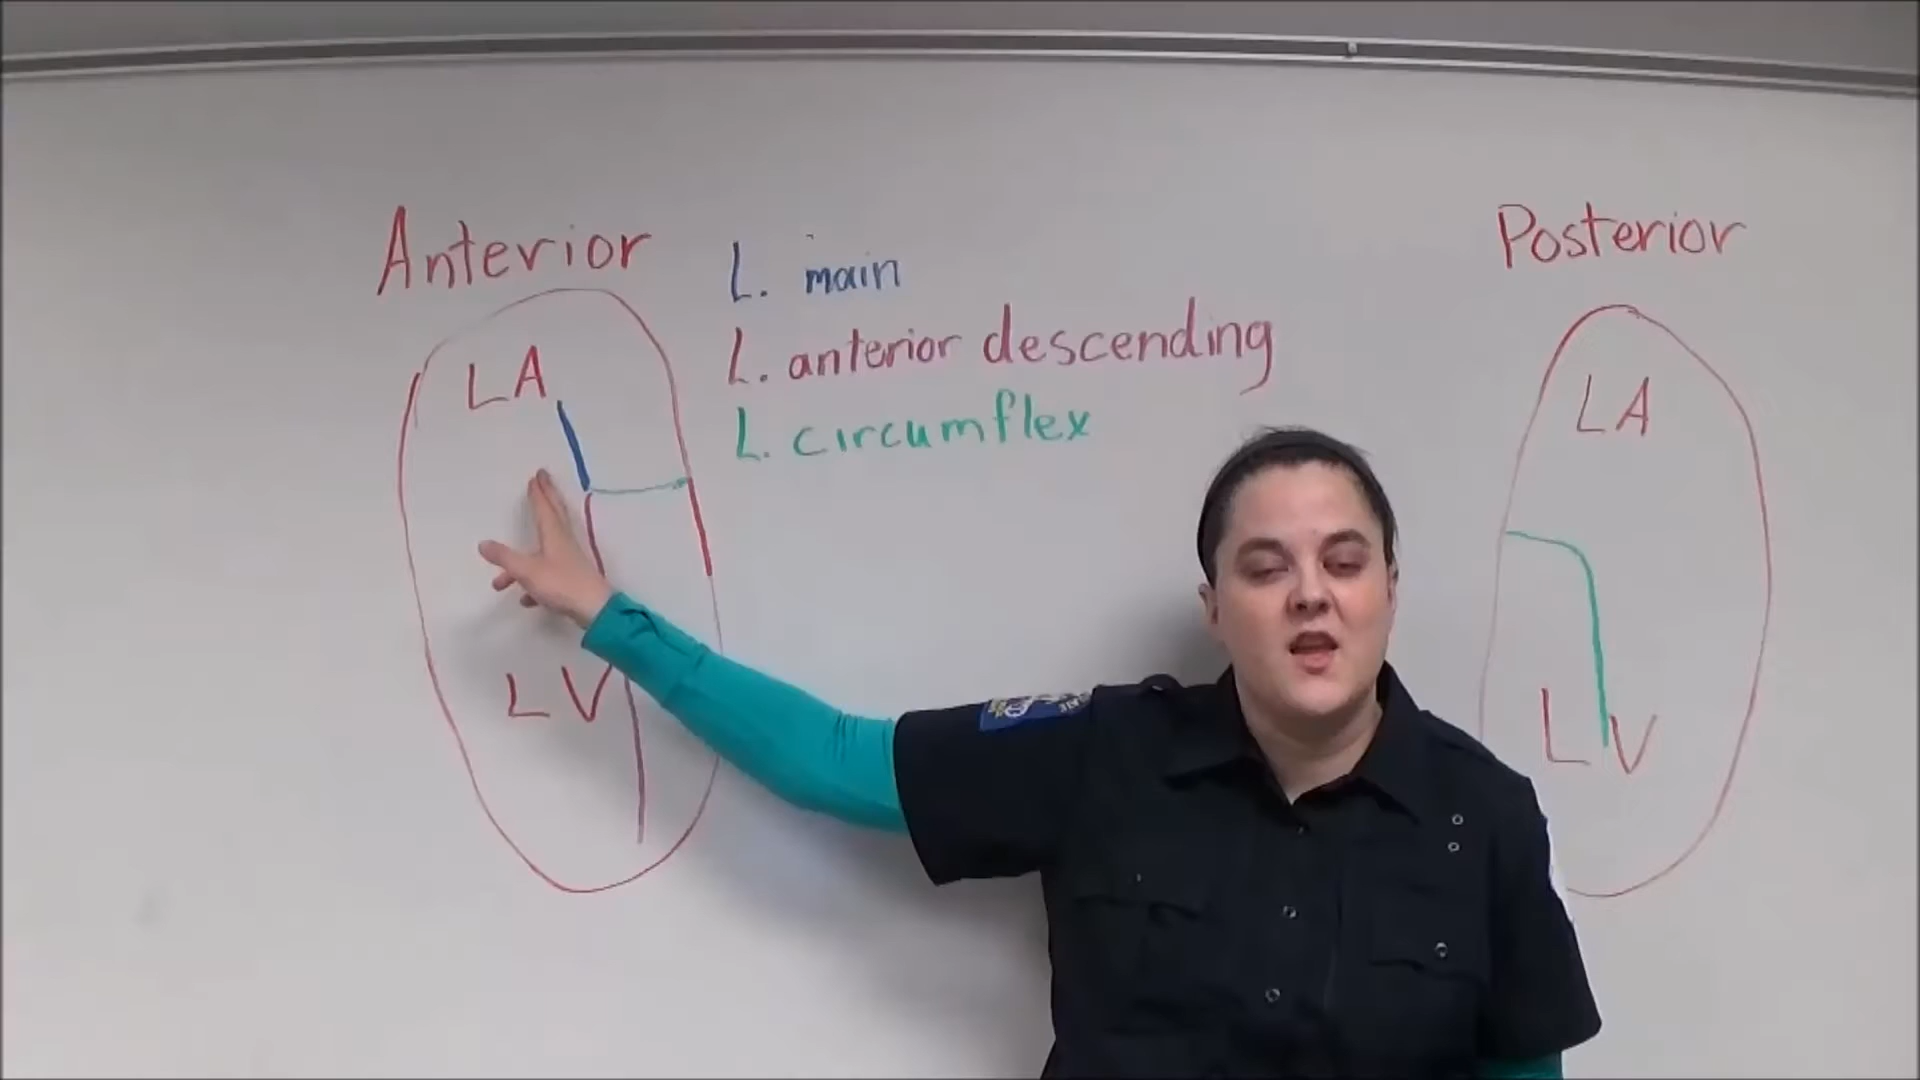 Anterior
L. main
L. anterior descending
L. circumflex
LA
LV
Posterior
LA
LV